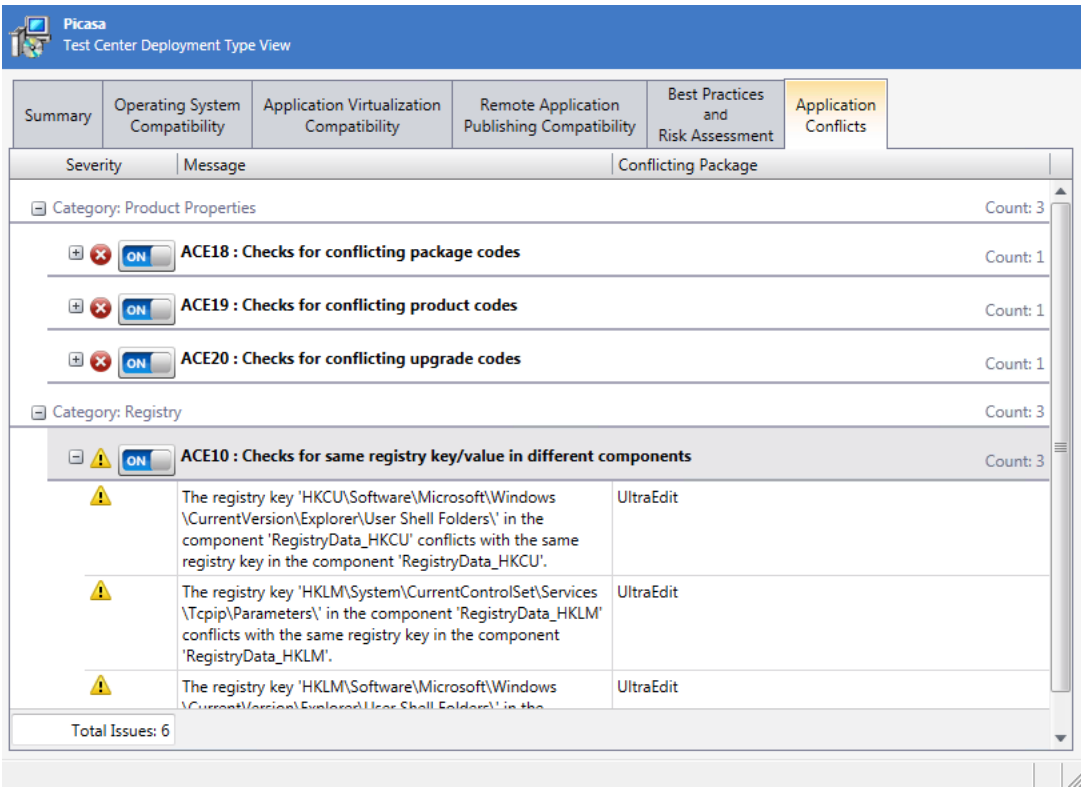 Picasa
Test Center Deployment Type View
Summary
Operating System
Compatibility
Application Virtualization
Compatibility
Remote Application
Publishing Compatibility
Best Practices
and
Risk Assessment
Application
Conflicts
Severity Message Conflicting Package
Category: Product Properties Count: 3
ON ACE18 : Checks for conflicting package codes Count: 1
ON ACE19 : Checks for conflicting product codes Count: 1
ON ACE20 : Checks for conflicting upgrade codes Count: 1
Category: Registry Count: 3
ON ACE10 : Checks for same registry key/value in different components Count: 3
The registry key 'HKCU\Software\Microsoft\Windows UltraEdit
\CurrentVersion\Explorer\User Shell Folders\' in the
component 'RegistryData_HKCU' conflicts with the same
registry key in the component 'RegistryData_HKCU'.
The registry key 'HKLM\System\CurrentControlSet\Services UltraEdit
\Tcpip\Parameters\' in the component 'RegistryData_HKLM'
conflicts with the same registry key in the component
'RegistryData_HKLM'.
The registry key 'HKLM\Software\Microsoft\Windows UltraEdit
\CurrentVersion\Explorer\User Shell Folders\' in the
Total Issues: 6